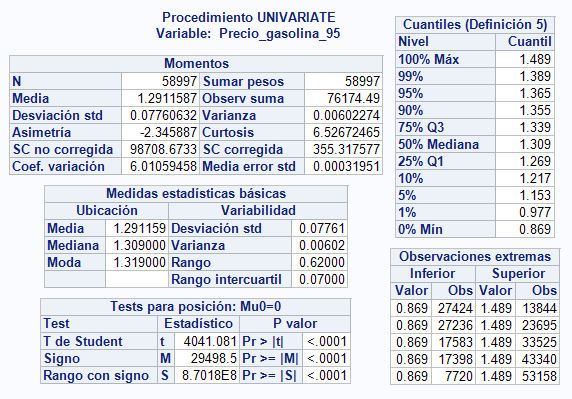 Procedimiento UNIVARIATE
Variable: Precio_gasolina_95
Momentos
N 58997 Sumar pesos 58997
Media 1.2911587 Observ suma 76174.49
Desviación std 0.07760632 Varianza 0.00602274
Asimetría -2.345887 Curtosis 6.52672465
SC no corregida 98708.6733 SC corregida 355.317577
Coef. variación 6.01059458 Media error std 0.00031951
Medidas estadísticas básicas
Ubicación Variabilidad
Media 1.291159 Desviación std 0.07761
Mediana 1.309000 Varianza 0.00602
Moda 1.319000 Rango 0.62000
Rango intercuartil 0.07000
Tests para posición: Mu0=0
Test Estadístico P valor
T de Student t 4041.081 Pr > |t| <.0001
Signo M 29498.5 Pr >= |M| <.0001
Rango con signo S 8.7018E8 Pr >= |S| <.0001
Cuantiles (Definición 5)
Nivel Cuantil
100% Máx 1.489
99% 1.389
95% 1.365
90% 1.355
75% Q3 1.339
50% Mediana 1.309
25% Q1 1.269
10% 1.217
5% 1.153
1% 0.977
0% Mín 0.869
Observaciones extremas
Inferior Superior
Valor Obs Valor Obs
0.869 27424 1.489 13844
0.869 27236 1.489 23695
0.869 17583 1.489 33525
0.869 17398 1.489 43340
0.869 7720 1.489 53158